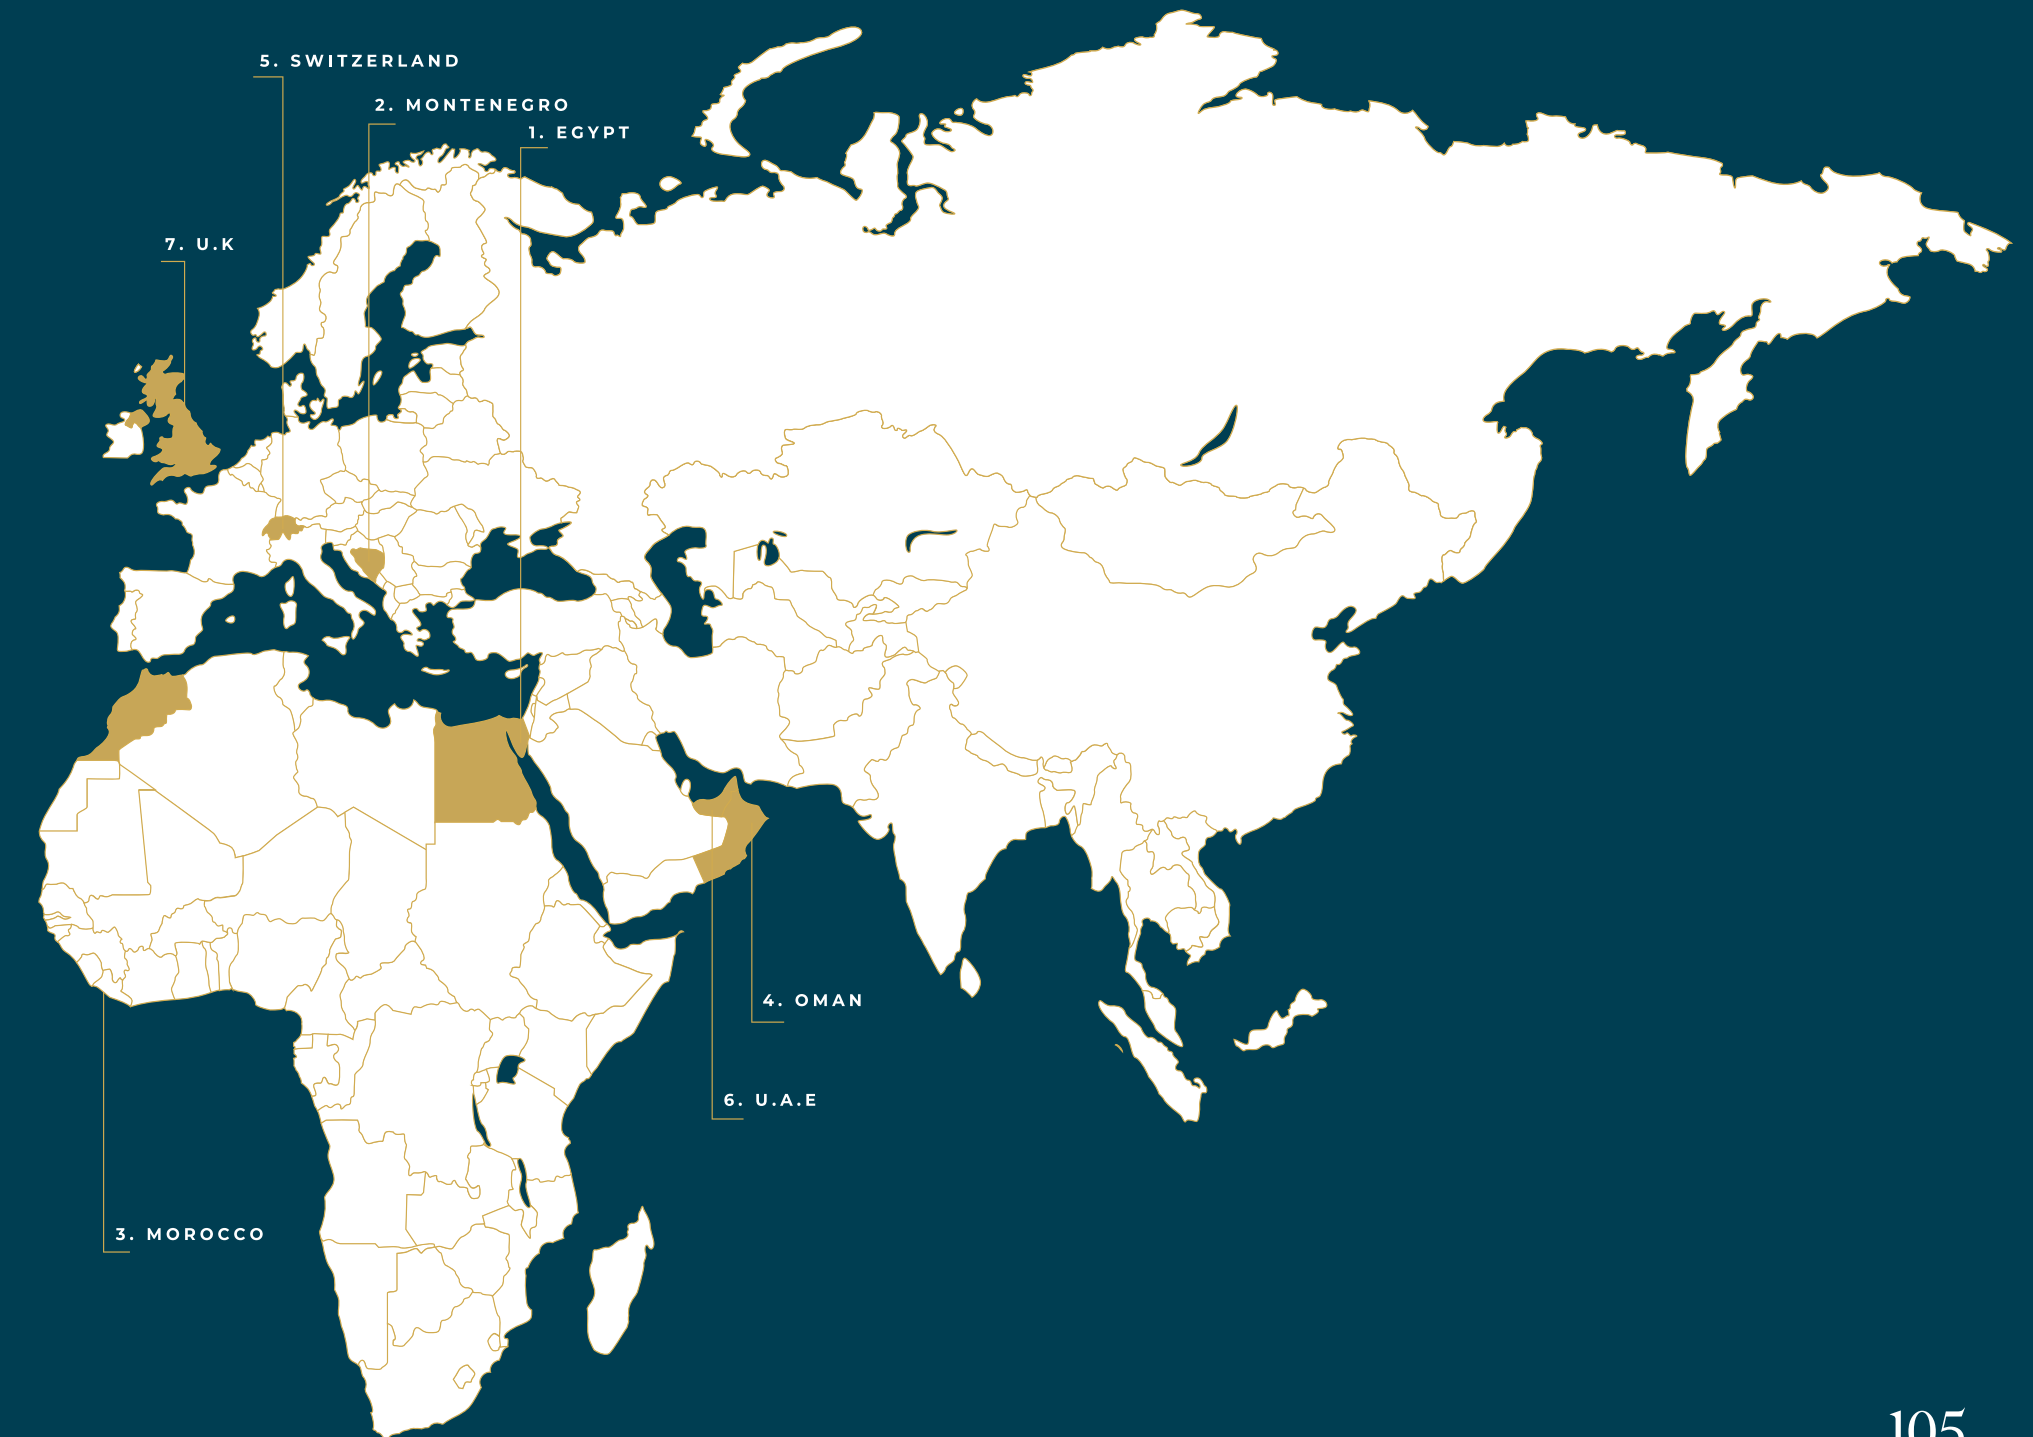 5. SWITZERLAND
2. MONTENEGRO
1. EGYPT
7. U.K
4. OMAN
6. U.A.E
3. MOROCCO
105